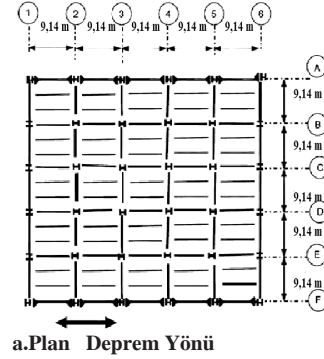 1 2 3 4 5 6
9,14 m 9,14 m 9,14 m 9,14 m 9,14 m
A
9,14 m
B
9,14 m
C
9,14 m
D
9,14 m
E
9,14 m
F
a.Plan Deprem Yönü